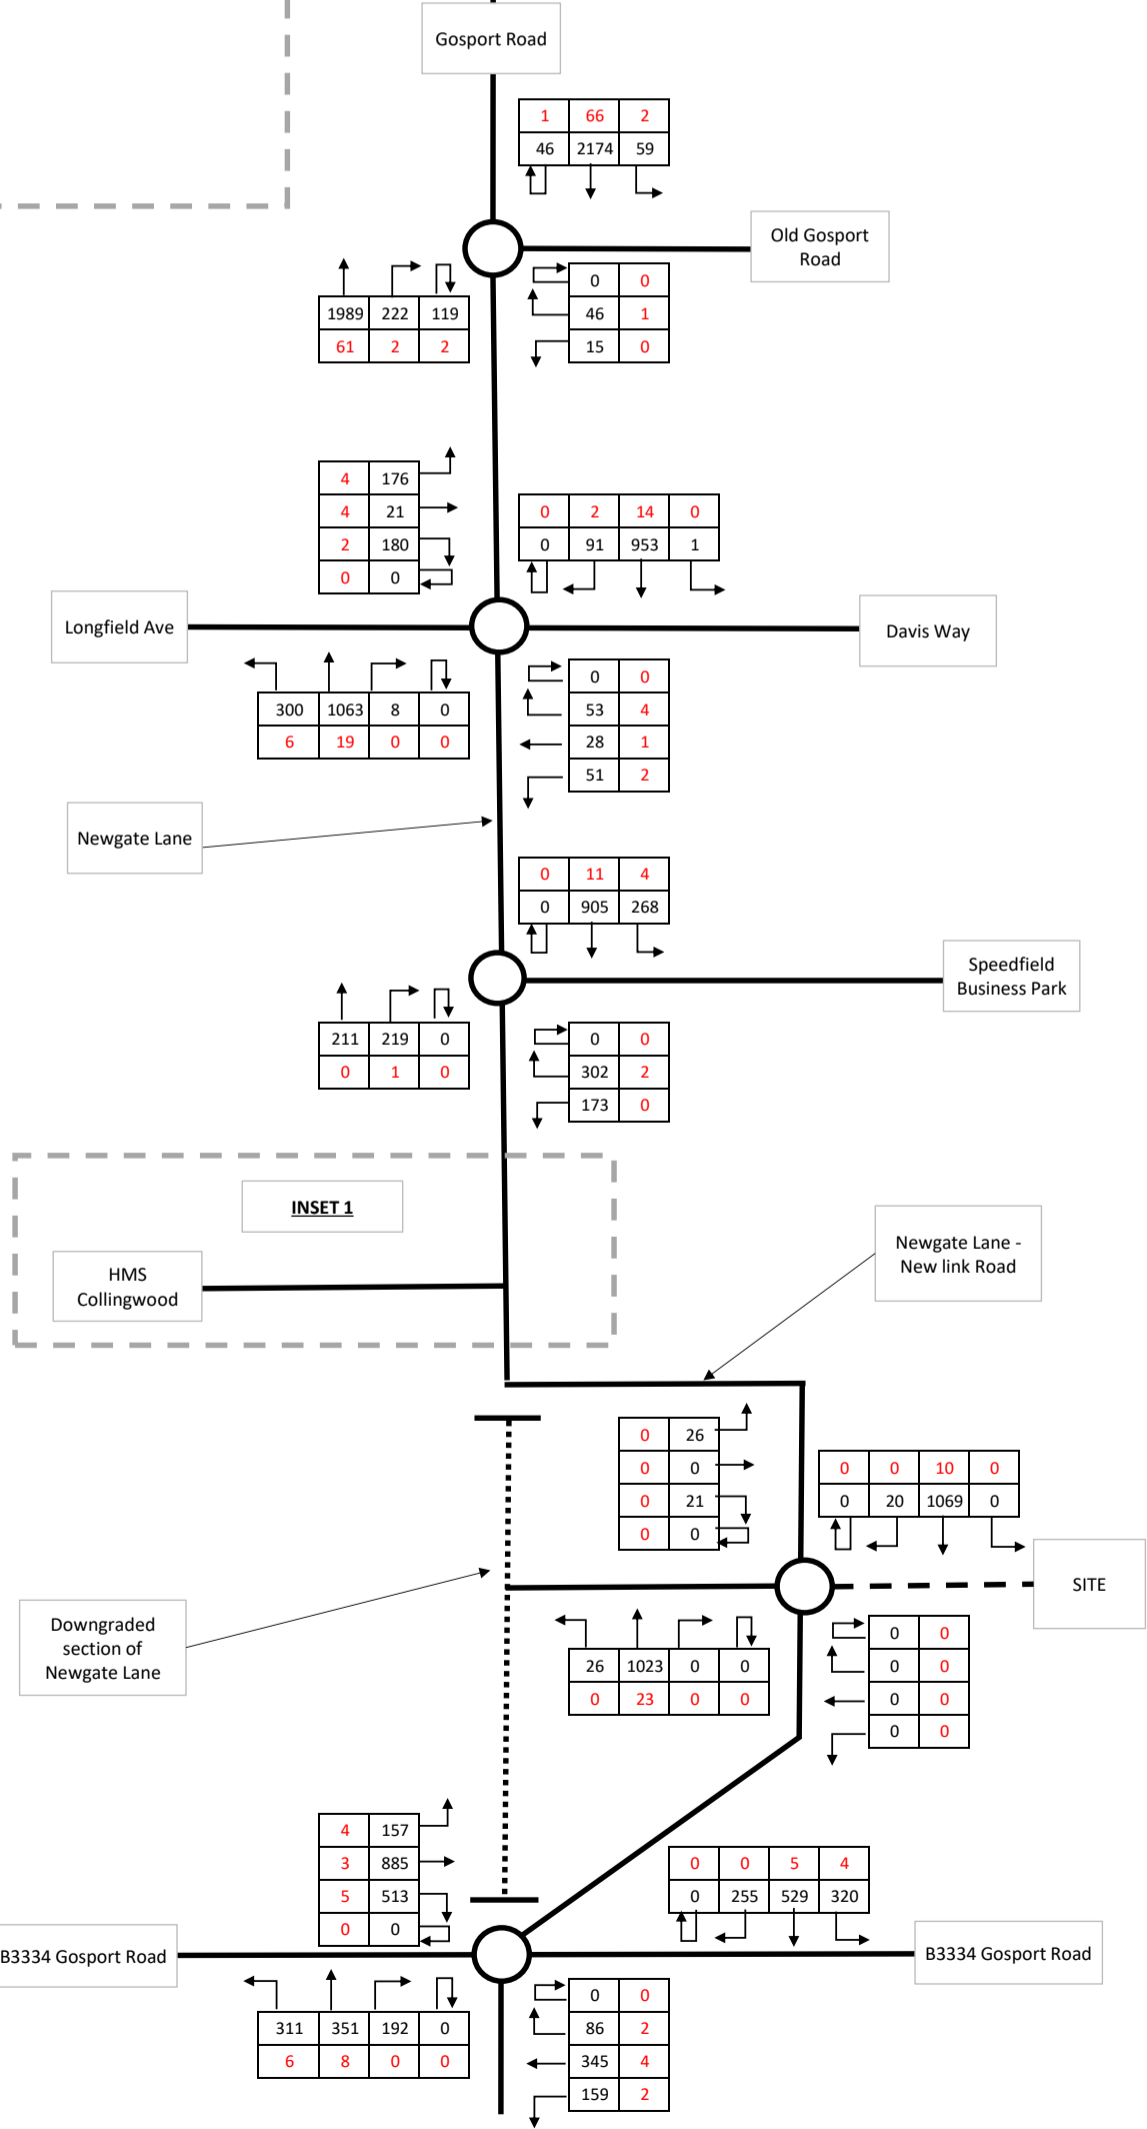 Gosport Road
1 66 2
46 2174 59
Old Gosport
Road
0 0
46 1
15 0
1989 222 119
61 2 2
4 176
4 21
2 180
0 0
0 2 14 0
0 91 953 1
Longfield Ave
Davis Way
300 1063 8 0
6 19 0 0
0 0
53 4
28 1
51 2
Newgate Lane
0 11 4
0 905 268
Speedfield
Business Park
211 219 0
0 1 0
0 0
302 2
173 0
INSET 1
HMS
Collingwood
Newgate Lane -
New link Road
0 26
0 0
0 21
0 0
0 0 10 0
0 20 1069 0
SITE
Downgraded
section of
Newgate Lane
26 1023 0 0
0 23 0 0
0 0
0 0
0 0
0 0
4 157
3 885
5 513
0 0
0 0 5 4
0 255 529 320
B3334 Gosport Road
B3334 Gosport Road
311 351 192 0
6 8 0 0
0 0
86 2
345 4
159 2